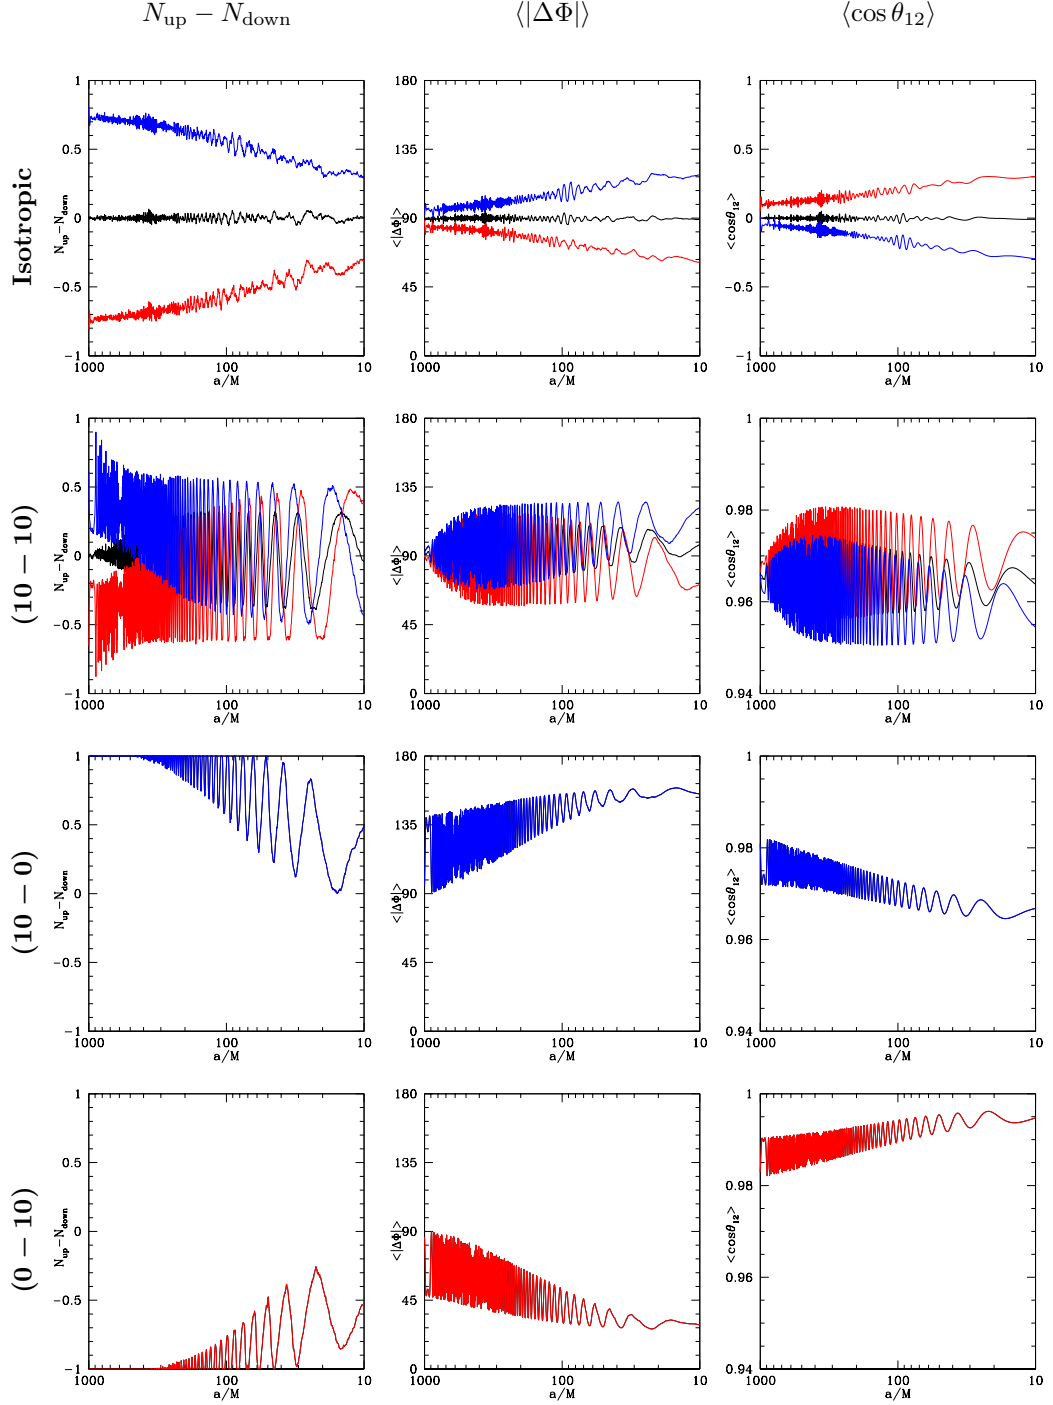 N_up − N_down ⟨|ΔΦ|⟩ ⟨cos θ_12⟩
Isotropic
1
0.5
0
−0.5
−1
N_up−N_down
1000 100 10
a/M
180
135
90
45
0
<|ΔΦ|>
1000 100 10
a/M
1
0.5
0
−0.5
−1
<cosθ_12>
1000 100 10
a/M
(10 − 10)
1
0.5
0
−0.5
−1
N_up−N_down
1000 100 10
a/M
180
135
90
45
0
<|ΔΦ|>
1000 100 10
a/M
1
0.98
0.96
0.94
<cosθ_12>
1000 100 10
a/M
(10 − 0)
1
0.5
0
−0.5
−1
N_up−N_down
1000 100 10
a/M
180
135
90
45
0
<|ΔΦ|>
1000 100 10
a/M
1
0.98
0.96
0.94
<cosθ_12>
1000 100 10
a/M
(0 − 10)
1
0.5
0
−0.5
−1
N_up−N_down
1000 100 10
a/M
180
135
90
45
0
<|ΔΦ|>
1000 100 10
a/M
1
0.98
0.96
0.94
<cosθ_12>
1000 100 10
a/M